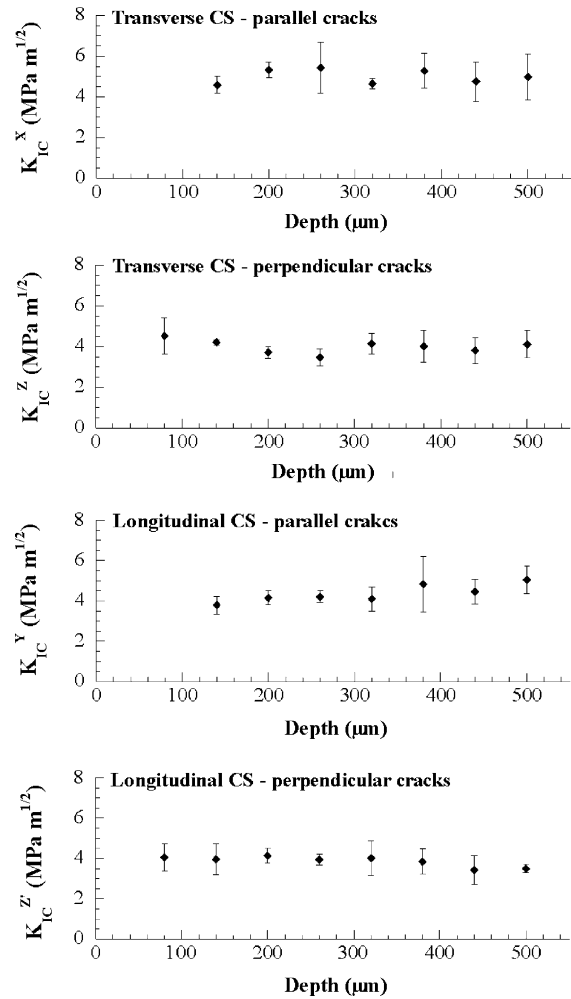 Transverse CS - parallel cracks
K_IC^X (MPa m^1/2)
8
6
4
2
0
0 100 200 300 400 500
Depth (µm)
Transverse CS - perpendicular cracks
K_IC^Z (MPa m^1/2)
8
6
4
2
0
0 100 200 300 400 500
Depth (µm)
Longitudinal CS - parallel crakcs
K_IC^Y (MPa m^1/2)
8
6
4
2
0
0 100 200 300 400 500
Depth (µm)
Longitudinal CS - perpendicular cracks
K_IC^Z' (MPa m^1/2)
8
6
4
2
0
0 100 200 300 400 500
Depth (µm)